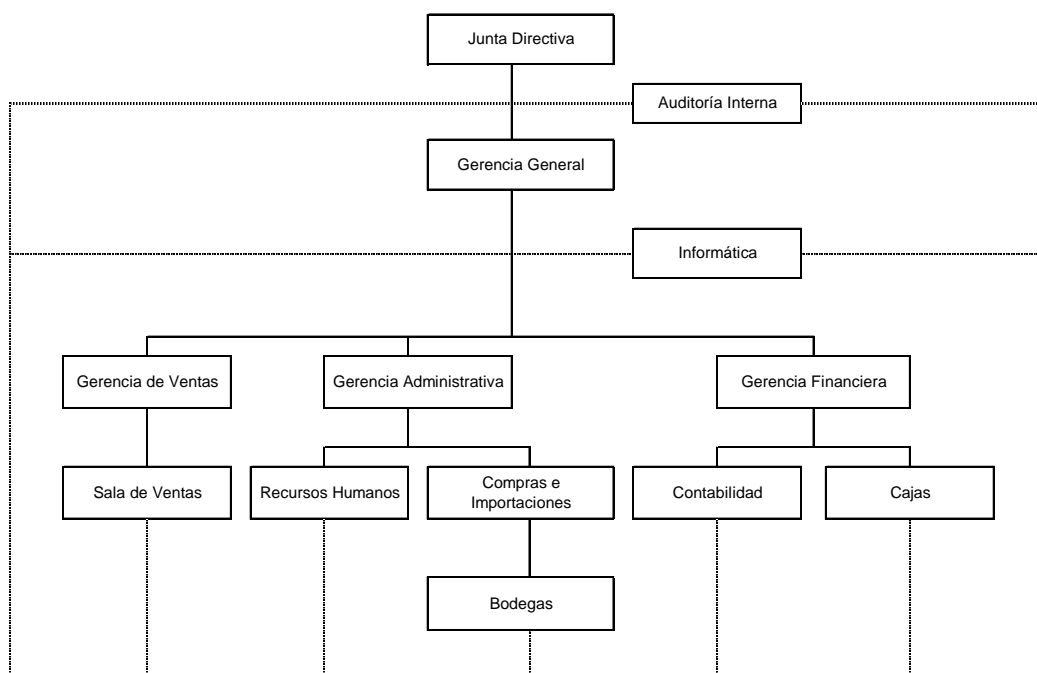 Junta Directiva
Auditoría Interna
Gerencia General
Informática
Gerencia de Ventas
Gerencia Administrativa
Gerencia Financiera
Sala de Ventas
Recursos Humanos
Compras e
Importaciones
Contabilidad
Cajas
Bodegas